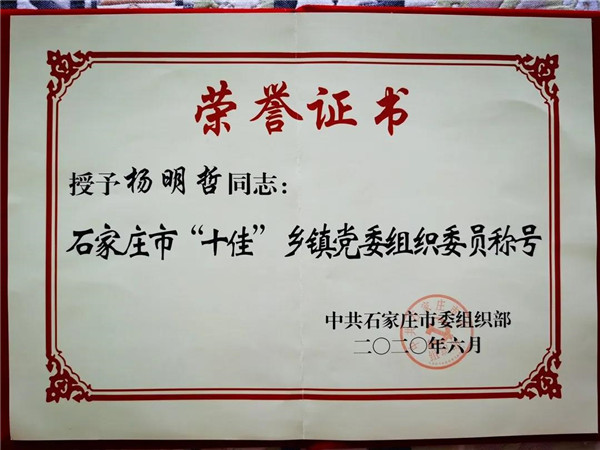 荣誉证书
授予杨明哲同志：
石家庄市“十佳”乡镇党委组织委员称号
中共石家庄市委组织部
二〇二〇年六月